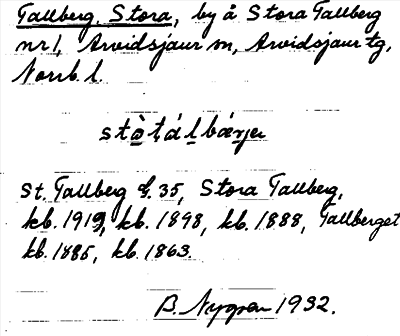 Tallberg, Stora, by å Stora Tallberg
nr 1, Arvidsjaur sn, Arvidsjaur tg,
Norrb. l.
stὰtálbærjer
St. Tallberg G. 35, Stora Tallberg,
kb. 1919, kb. 1898, kb. 1888, Tallberget
kb. 1885, kb. 1863.
B. Nygren 1932.